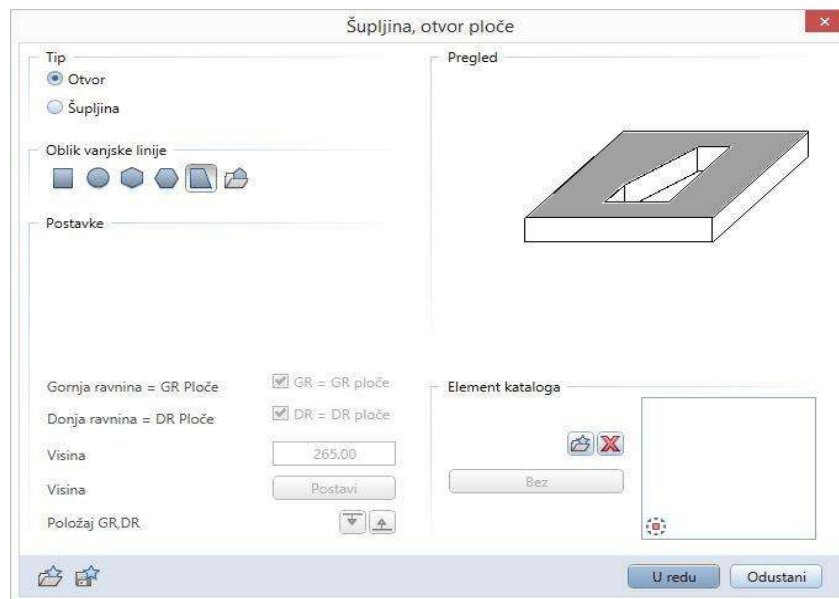 Šupljina, otvor ploče
Tip
Otvor
Šupljina
Oblik vanjske linije
Postavke
Gornja ravnina = GR Ploče
GR = GR ploče
Donja ravnina = DR Ploče
DR = DR ploče
Visina
265.00
Visina
Postavi
Položaj GR,DR
Pregled
Element kataloga
Bez
U redu
Odustani